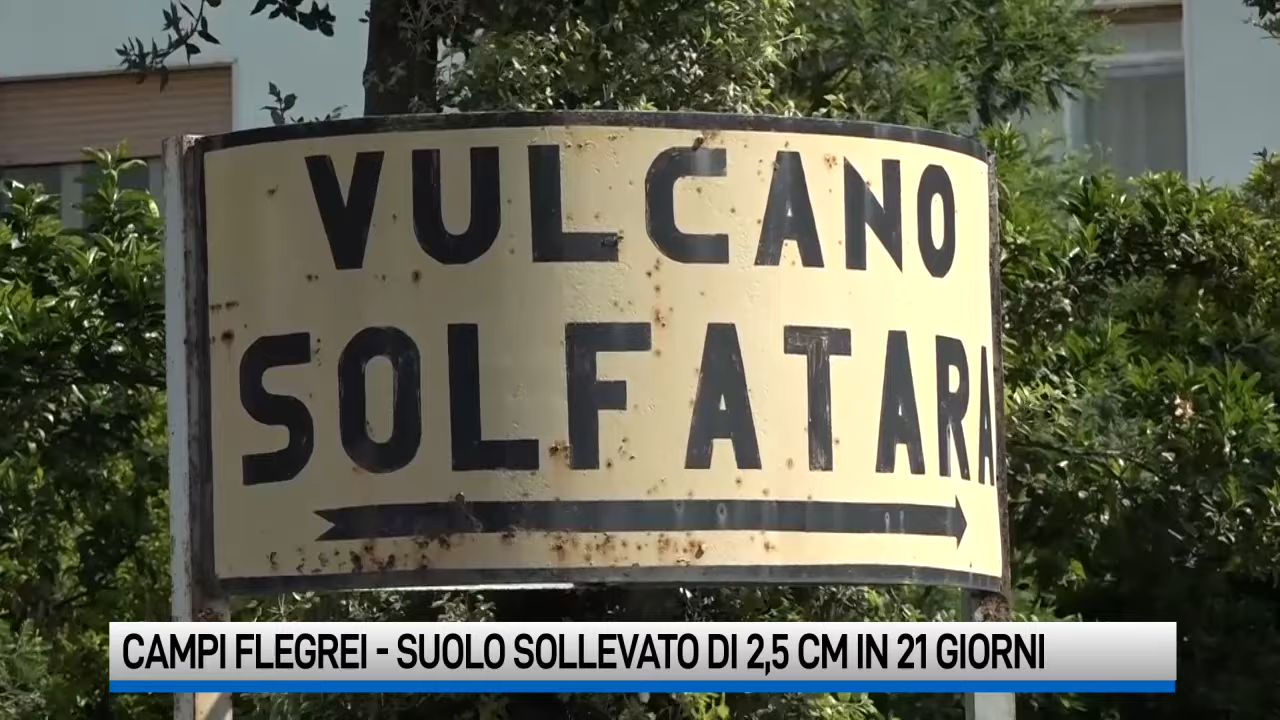 VULCANO
SOLFATARA
CAMPI FLEGREI - SUOLO SOLLEVATO DI 2,5 CM IN 21 GIORNI